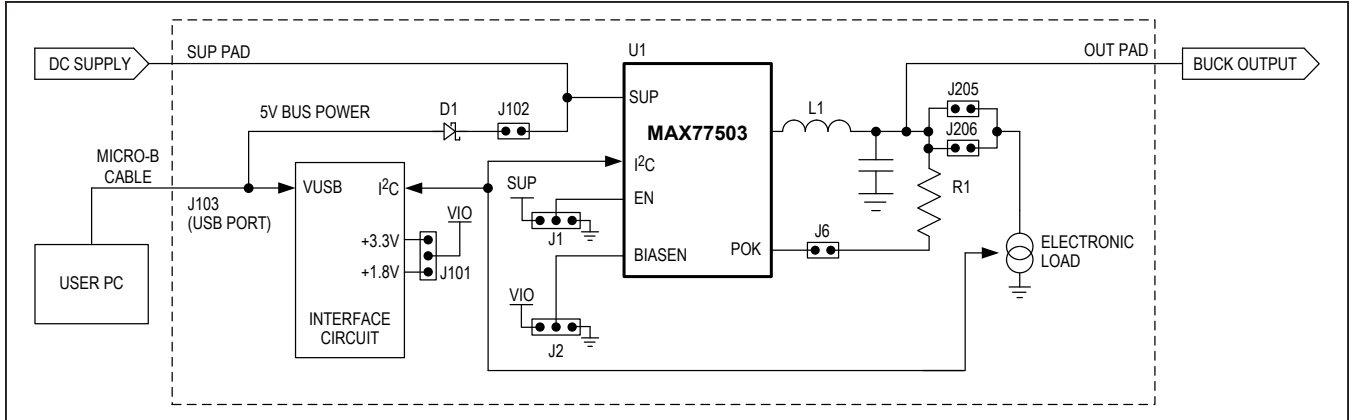 DC SUPPLY
SUP PAD
U1
OUT PAD
BUCK OUTPUT
5V BUS POWER
D1
J102
SUP
MAX77503
L1
J205
J206
MICRO-B
CABLE
VUSB
I²C
I²C
SUP
EN
J1
R1
J103
(USB PORT)
VIO
+3.3V
+1.8V
J101
BIASEN
POK
J6
ELECTRONIC
LOAD
USER PC
INTERFACE
CIRCUIT
VIO
J2